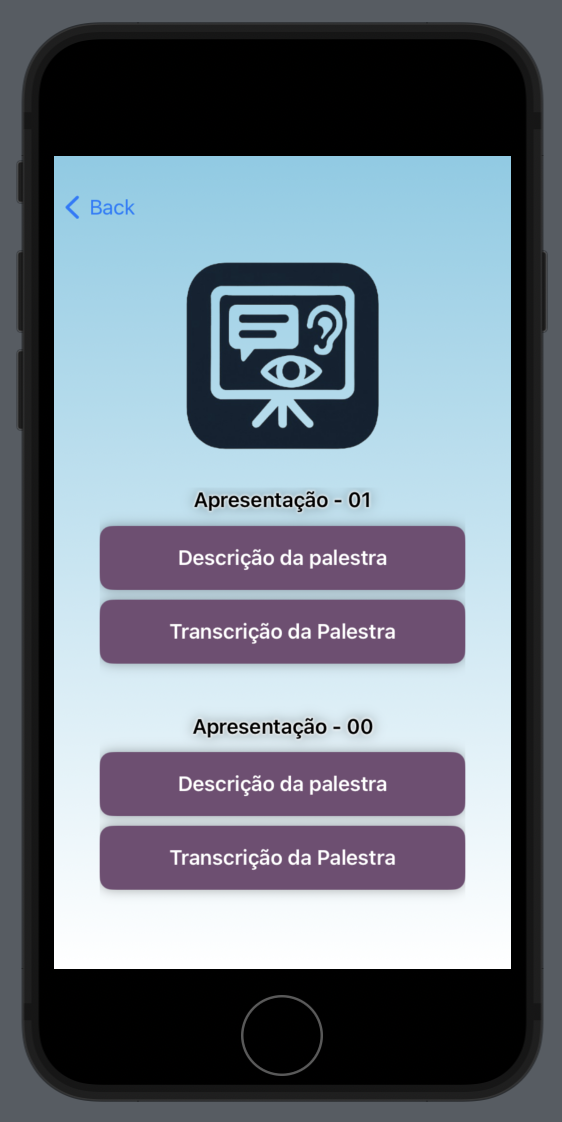 Back
Apresentação - 01
Descrição da palestra
Transcrição da Palestra
Apresentação - 00
Descrição da palestra
Transcrição da Palestra